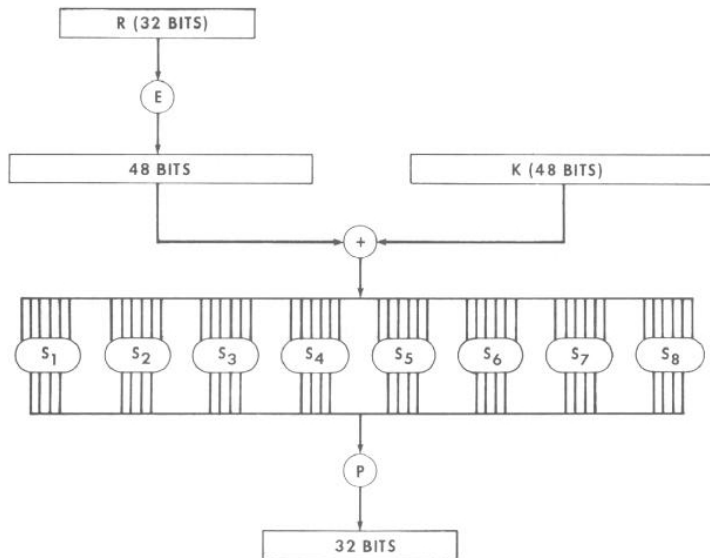 R (32 BITS)
E
48 BITS
K (48 BITS)
+
S1 S2 S3 S4 S5 S6 S7 S8
P
32 BITS